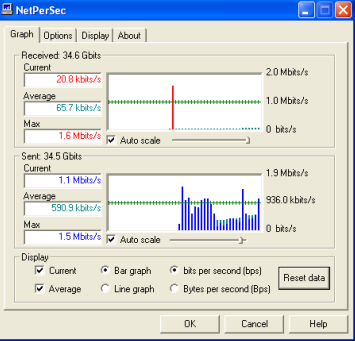 NetPerSec
Graph Options Display About
Received: 34.6 Gbits
Current
20.8 kbits/s
Average
65.7 kbits/s
Max
1.6 Mbits/s
2.0 Mbits/s
1.0 Mbits/s
0 bits/s
Auto scale
Sent: 34.5 Gbits
Current
1.1 Mbits/s
Average
590.9 kbits/s
Max
1.5 Mbits/s
1.9 Mbits/s
936.0 kbits/s
0 bits/s
Auto scale
Display
Current Bar graph bits per second (bps)
Average Line graph Bytes per second (Bps)
Reset data
OK Cancel Help